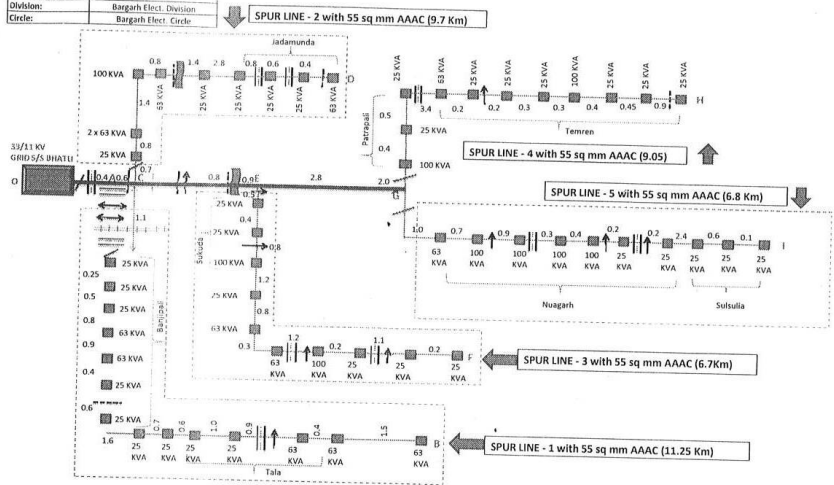 Division: Bargarh Elect. Division
Circle: Bargarh Elect. Circle
SPUR LINE - 2 with 55 sq mm AAAC (9.7 Km)
Jadamunda
100 KVA
0.8
1.4
2.8
0.8
0.6
0.4
D
63 KVA
25 KVA
25 KVA
25 KVA
25 KVA
63 KVA
1.4
2 x 63 KVA
0.8
25 KVA
0.7
33/11 KV
GRID S/S BHATLI
O
0.4
0.6
C
0.8
0.9
E
2.8
2.0
G
25 KVA
63 KVA
25 KVA
25 KVA
25 KVA
100 KVA
25 KVA
25 KVA
25 KVA
3.4
0.2
0.2
0.3
0.3
0.4
0.45
0.9
H
Temren
Patrapali
0.5
25 KVA
0.4
100 KVA
SPUR LINE - 4 with 55 sq mm AAAC (9.05)
SPUR LINE - 5 with 55 sq mm AAAC (6.8 Km)
1.0
0.7
0.9
0.3
0.4
0.2
0.2
2.4
0.6
0.1
I
63 KVA
100 KVA
100 KVA
100 KVA
100 KVA
25 KVA
25 KVA
25 KVA
25 KVA
25 KVA
Nuagarh
Sulsulia
Sukuda
25 KVA
0.4
25 KVA
0.8
100 KVA
1.2
25 KVA
0.8
63 KVA
0.3
1.2
0.2
1.1
0.2
F
63 KVA
100 KVA
25 KVA
25 KVA
25 KVA
SPUR LINE - 3 with 55 sq mm AAAC (6.7Km)
1.1
Banjipali
25 KVA
0.25
25 KVA
0.5
25 KVA
0.8
63 KVA
0.9
63 KVA
0.4
25 KVA
0.6
25 KVA
1.6
0.7
0.6
1.0
0.9
0.4
1.5
B
25 KVA
25 KVA
25 KVA
25 KVA
63 KVA
63 KVA
63 KVA
Tala
SPUR LINE - 1 with 55 sq mm AAAC (11.25 Km)